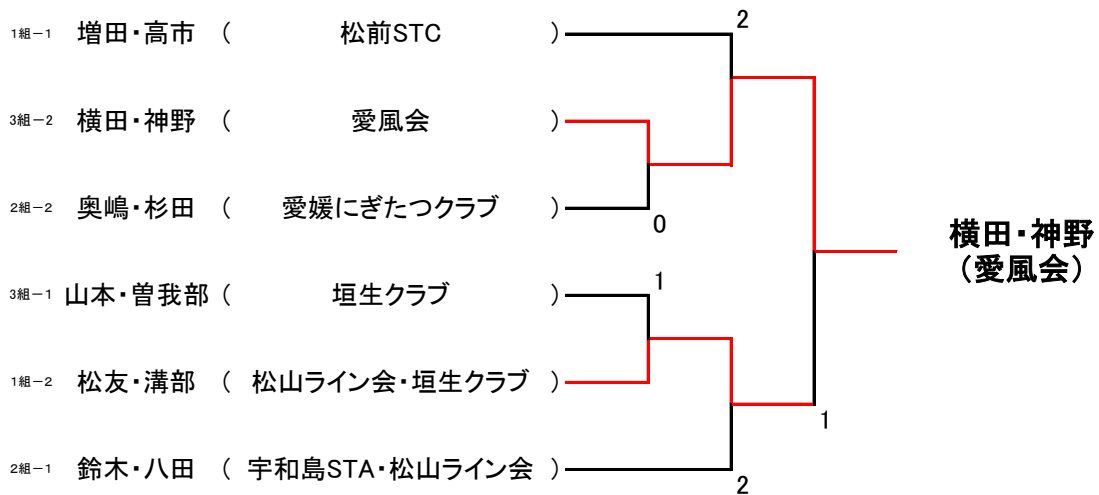 2
1組－1 増田・高市 （ 松前STC ）
3組－2 横田・神野 （ 愛風会 ）
2組－2 奥嶋・杉田 （ 愛媛にぎたつクラブ ）
0
横田・神野
（愛風会）
1
3組－1 山本・曽我部 （ 垣生クラブ ）
1組－2 松友・溝部 （ 松山ライン会・垣生クラブ ）
1
2組－1 鈴木・八田 （ 宇和島STA・松山ライン会 ）
2